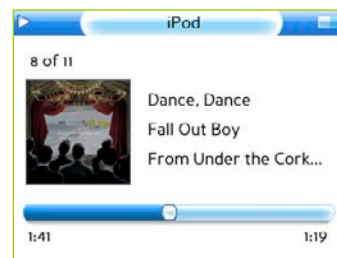 iPod
8 of 11
Dance, Dance
Fall Out Boy
From Under the Cork...
1:41
1:19